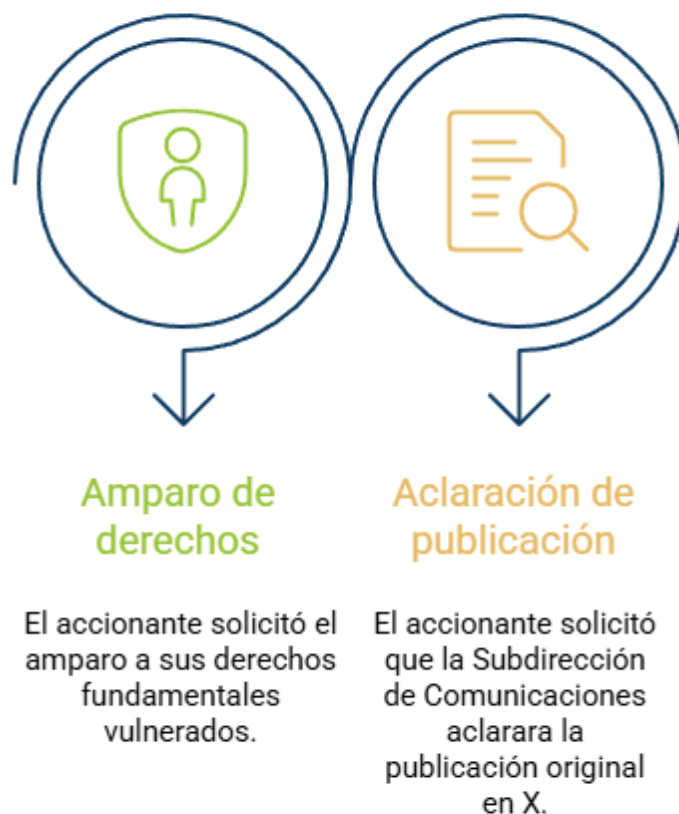 Amparo de
derechos
El accionante solicitó el
amparo a sus derechos
fundamentales
vulnerados.
Aclaración de
publicación
El accionante solicitó
que la Subdirección
de Comunicaciones
aclarara la
publicación original
en X.